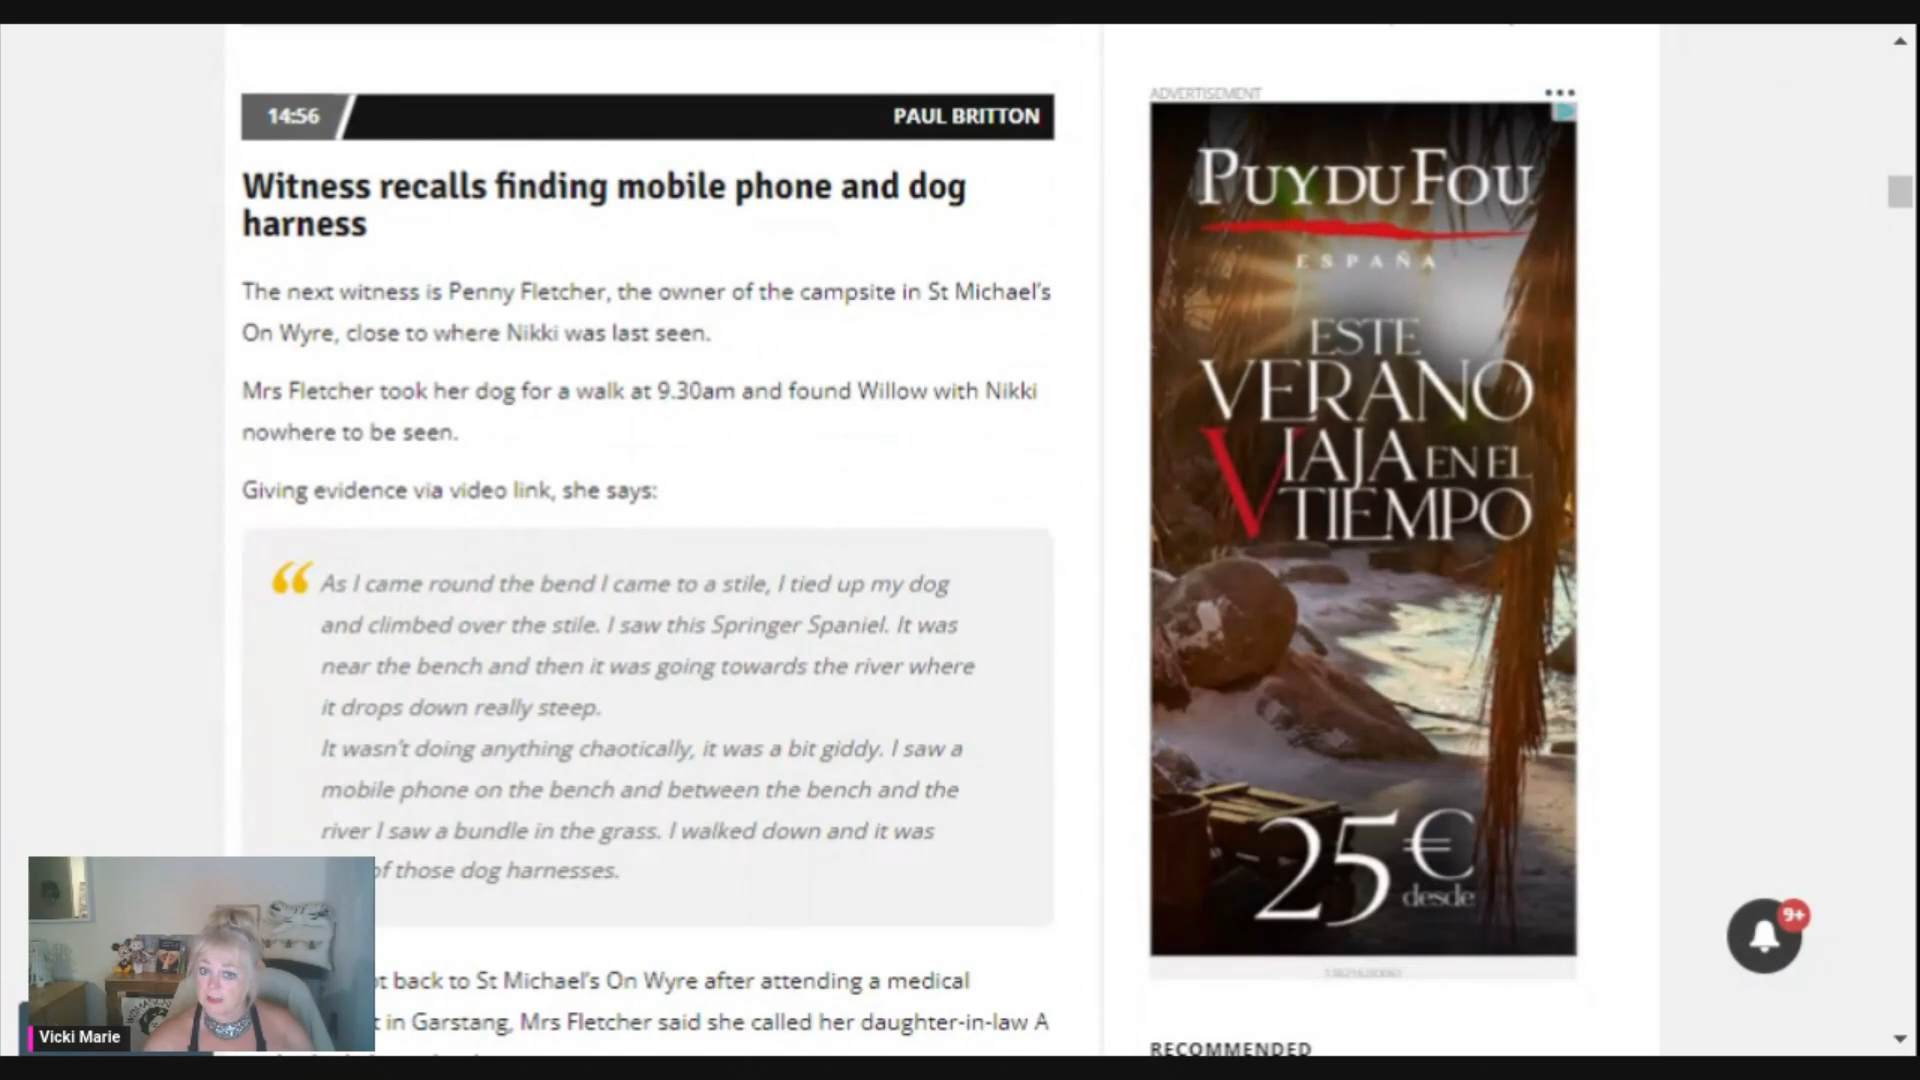 14:56
PAUL BRITTON
Witness recalls finding mobile phone and dog
harness
The next witness is Penny Fletcher, the owner of the campsite in St Michael's
On Wyre, close to where Nikki was last seen.
Mrs Fletcher took her dog for a walk at 9.30am and found Willow with Nikki
nowhere to be seen.
Giving evidence via video link, she says:
“ As I came round the bend I came to a stile, I tied up my dog
and climbed over the stile. I saw this Springer Spaniel. It was
near the bench and then it was going towards the river where
it drops down really steep.
It wasn't doing anything chaotically, it was a bit giddy. I saw a
mobile phone on the bench and between the bench and the
river I saw a bundle in the grass. I walked down and it was
of those dog harnesses.
back to St Michael's On Wyre after attending a medical
in Garstang, Mrs Fletcher said she called her daughter-in-law A
Vicki Marie
ADVERTISEMENT
PUY DU FOU
ESPAÑA
ESTE
VERANO
VIAJA EN EL
TIEMPO
25€
desde
9+
RECOMMENDED